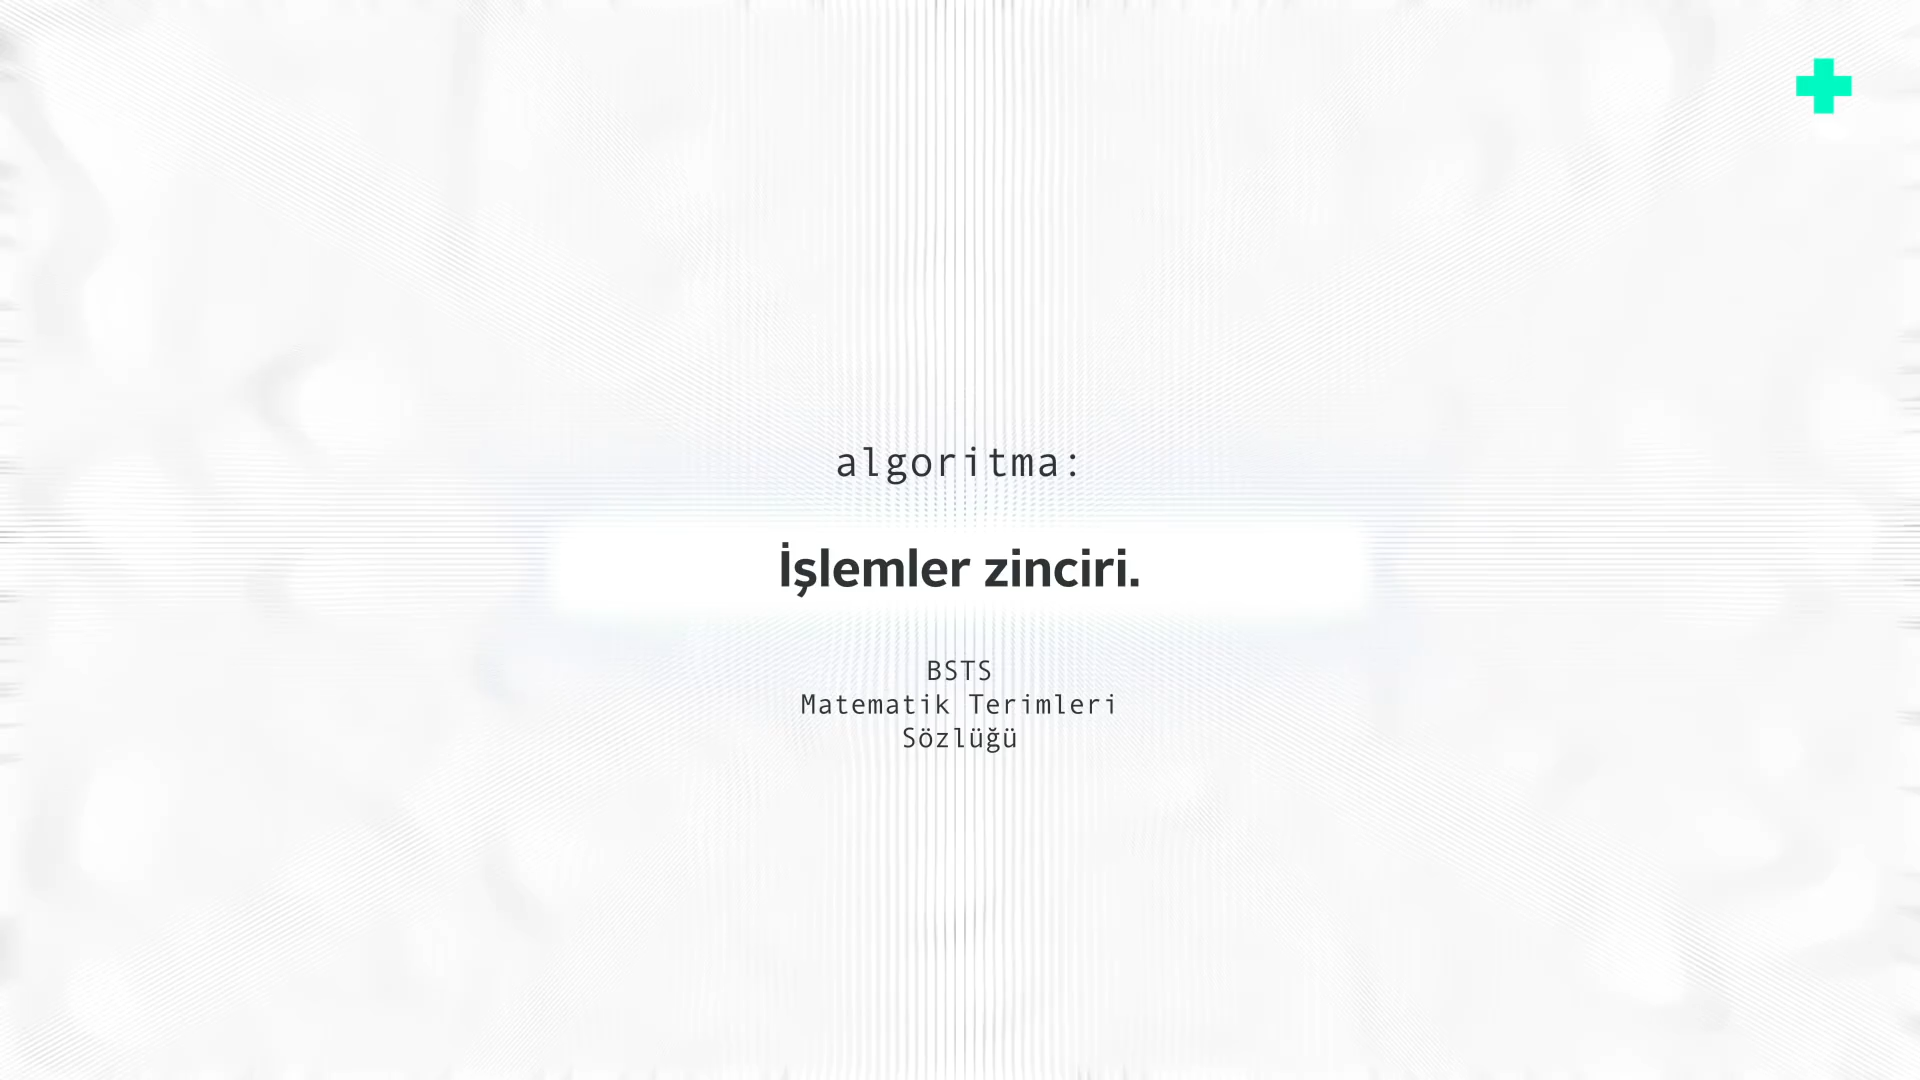 algoritma:
İşlemler zinciri.
BSTS
Matematik Terimleri
Sözlüğü